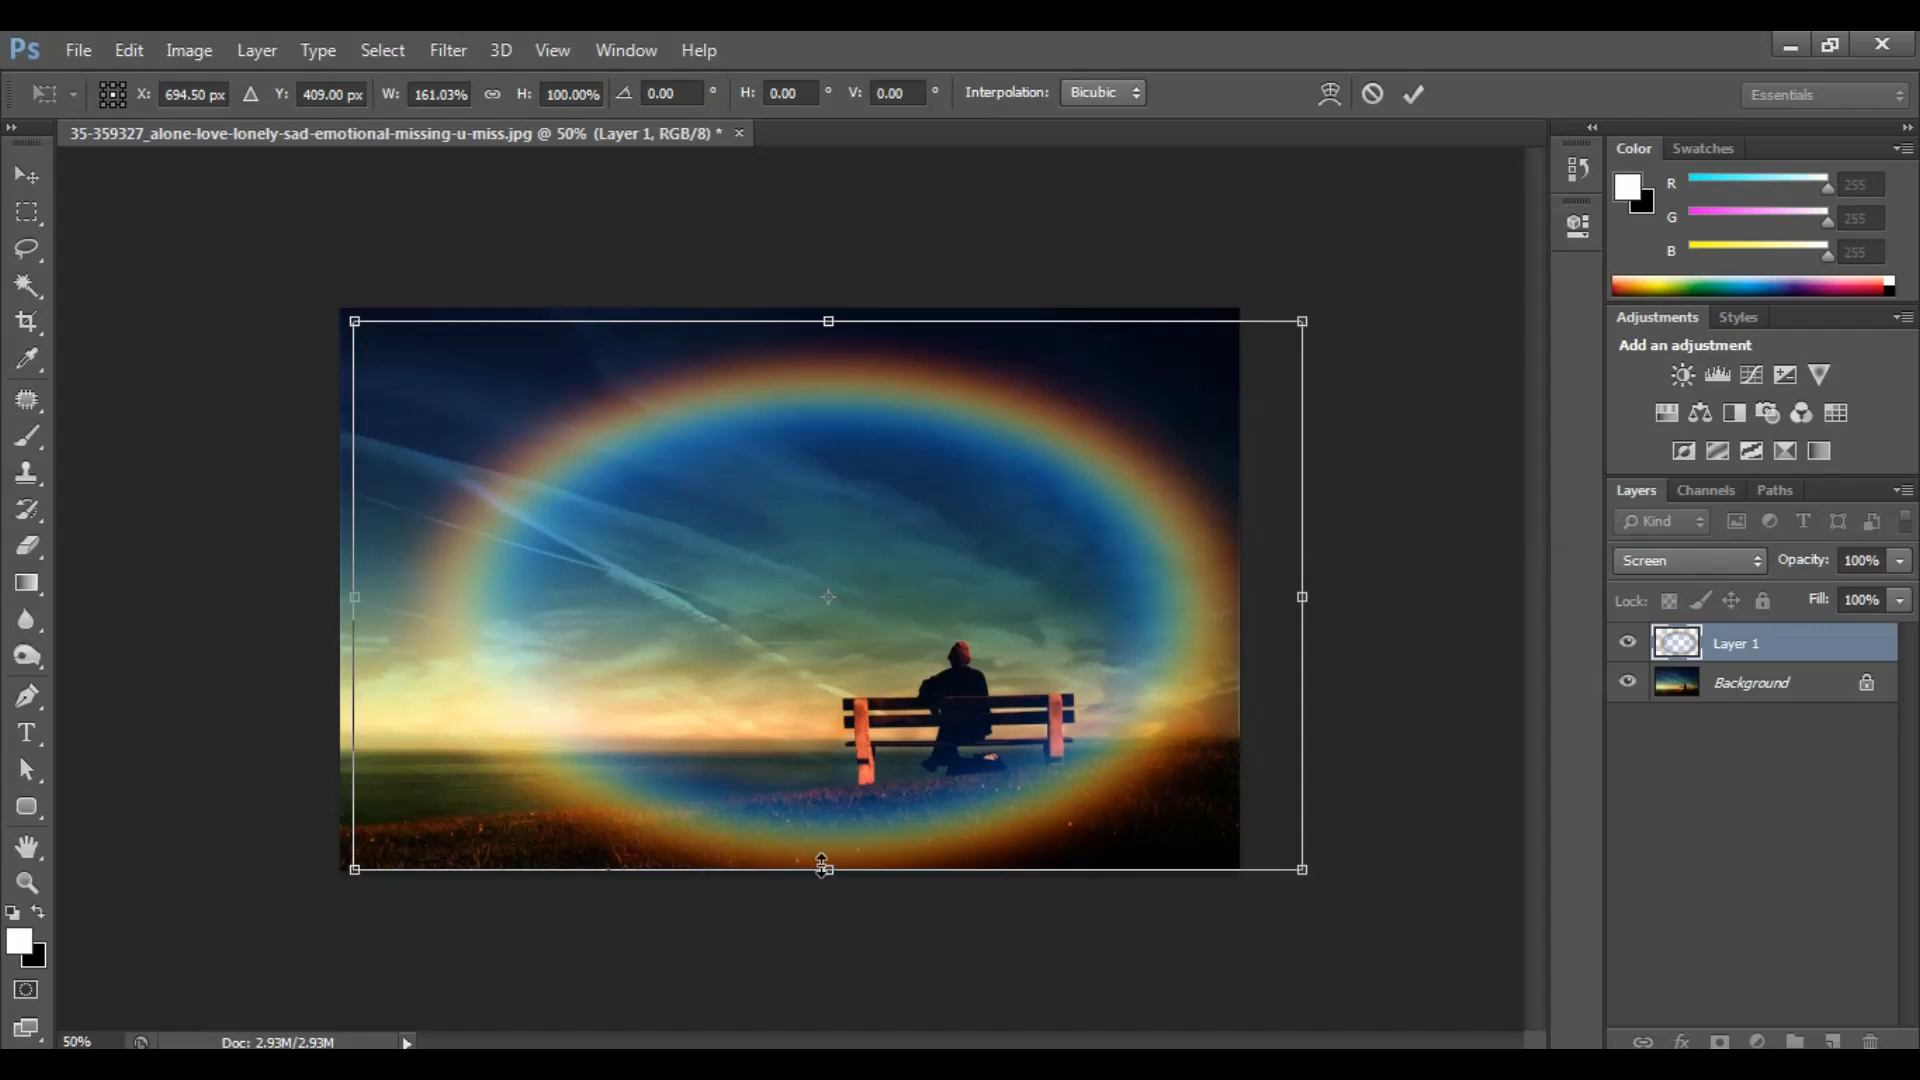 Ps File Edit Image Layer Type Select Filter 3D View Window Help
X: 694.50 px Y: 409.00 px W: 161.03% H: 100.00% 0.00 ° H: 0.00 ° V: 0.00 ° Interpolation: Bicubic Essentials
35-359327_alone-love-lonely-sad-emotional-missing-u-miss.jpg @ 50% (Layer 1, RGB/8) *
Color Swatches
R 255
G 255
B 255
Adjustments Styles
Add an adjustment
Layers Channels Paths
Kind
Screen Opacity: 100%
Lock: Fill: 100%
Layer 1
Background
T
50% Doc: 2.93M/2.93M
fx